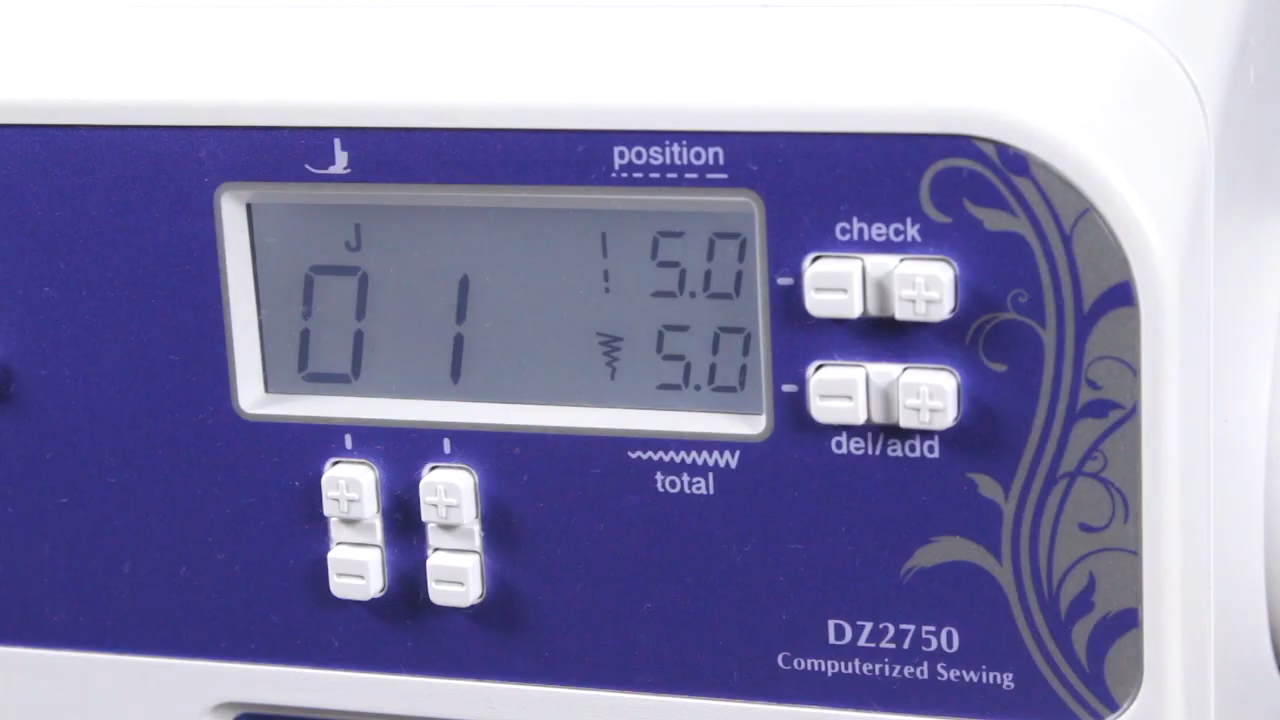 position
J
5.0
01
5.0
check
del/add
total
DZ2750
Computerized Sewing